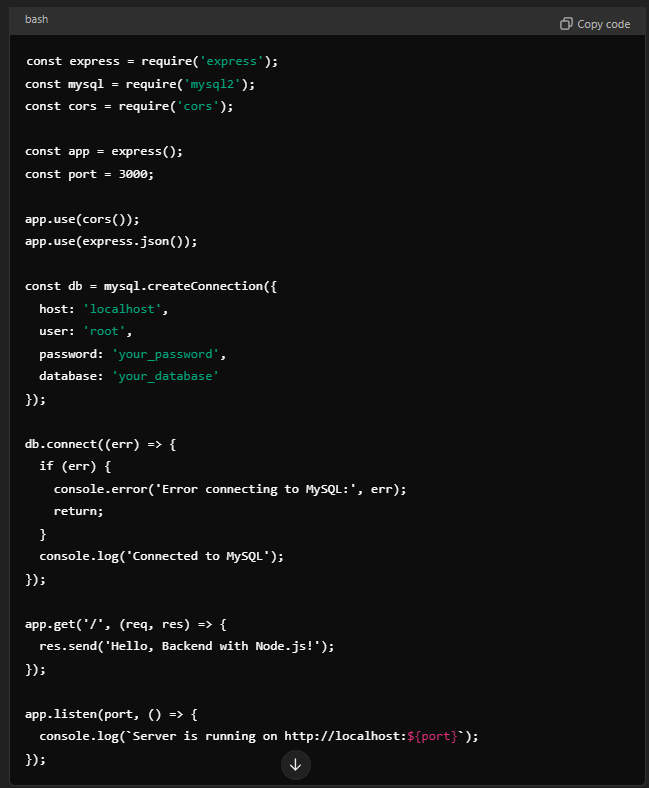 bash
Copy code
const express = require('express');
const mysql = require('mysql2');
const cors = require('cors');
const app = express();
const port = 3000;
app.use(cors());
app.use(express.json());
const db = mysql.createConnection({
  host: 'localhost',
  user: 'root',
  password: 'your_password',
  database: 'your_database'
});
db.connect((err) => {
  if (err) {
    console.error('Error connecting to MySQL:', err);
    return;
  }
  console.log('Connected to MySQL');
});
app.get('/', (req, res) => {
  res.send('Hello, Backend with Node.js!');
});
app.listen(port, () => {
  console.log(`Server is running on http://localhost:${port}`);
});